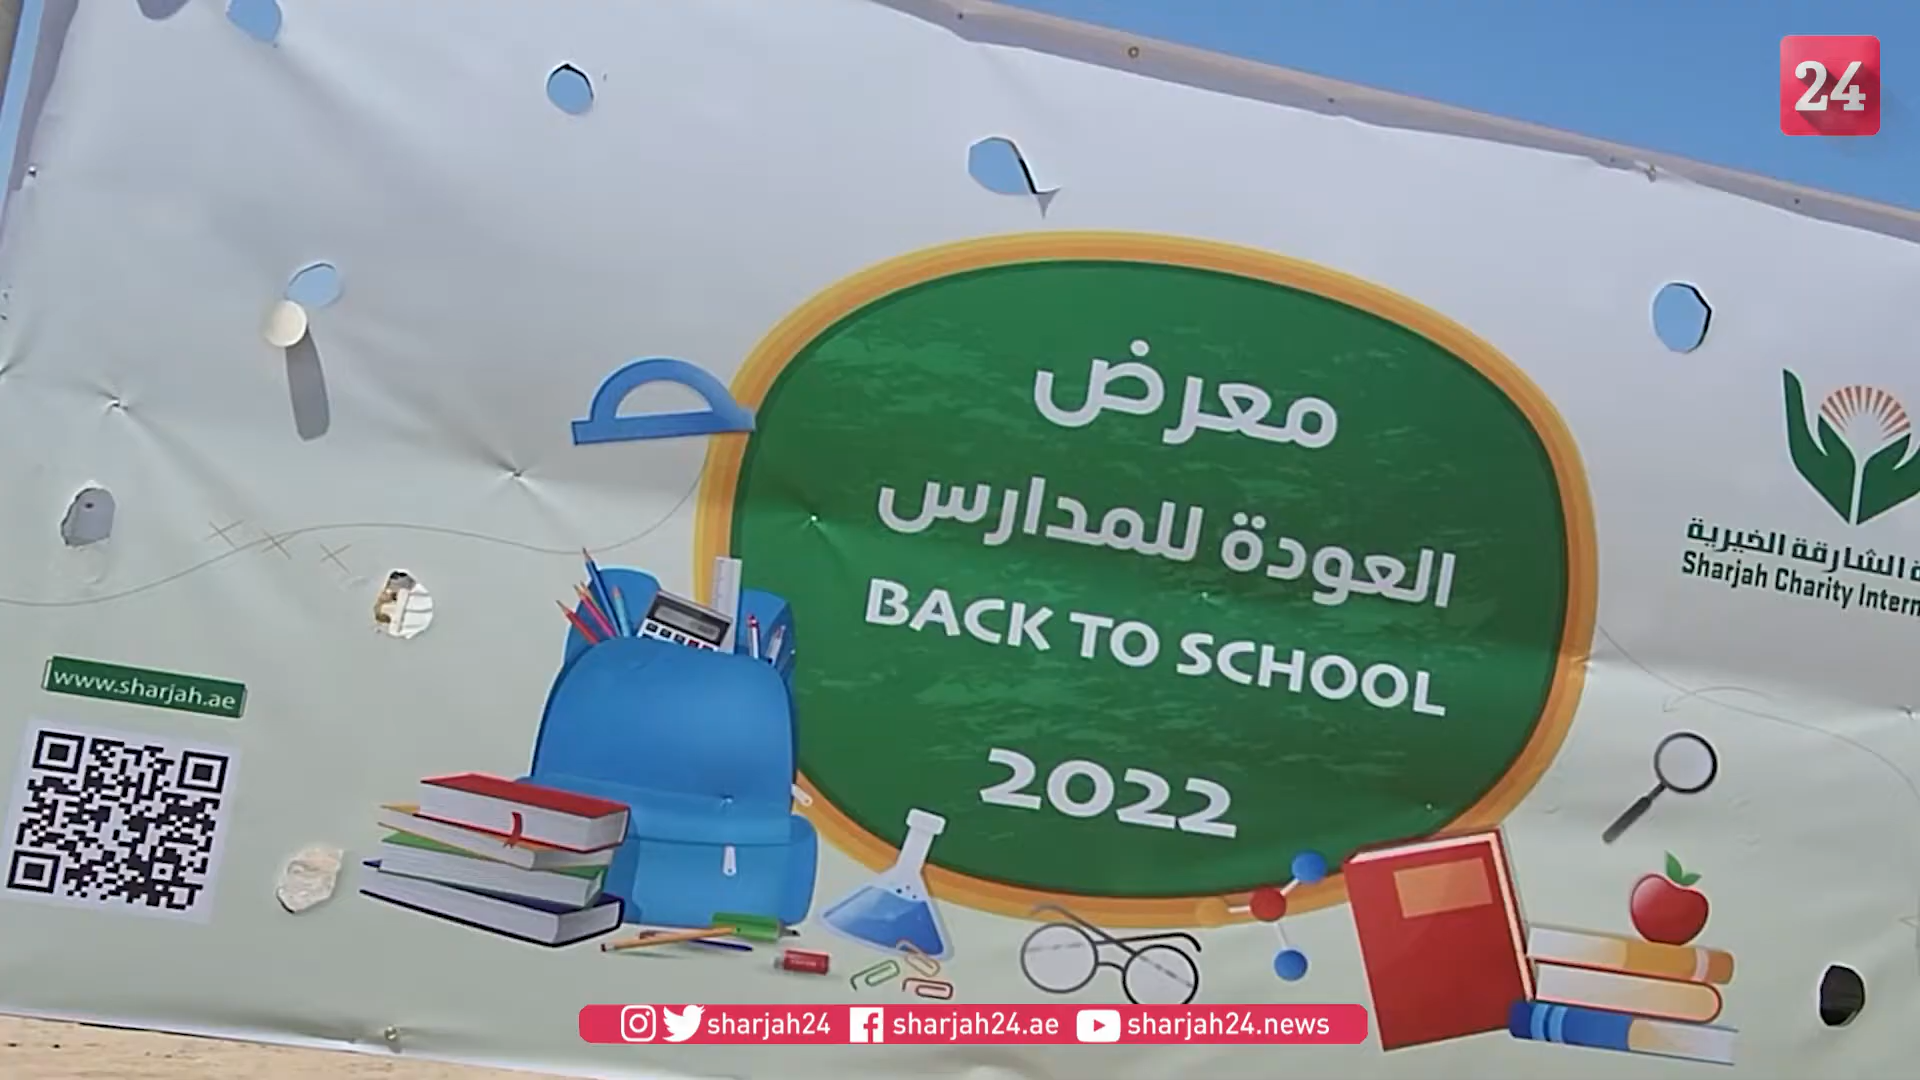 24
معرض
العودة للمدارس
BACK TO SCHOOL
2022
الشارقة الخيرية
Sharjah Charity
www.sharjah.ae
sharjah24
sharjah24.ae
sharjah24.news